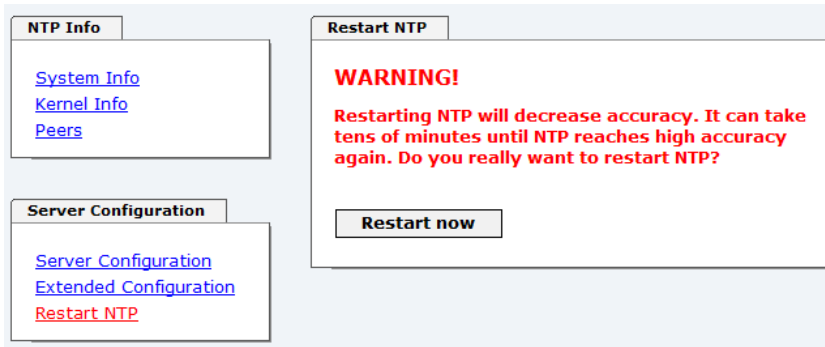 NTP Info
System Info
Kernel Info
Peers
Server Configuration
Server Configuration
Extended Configuration
Restart NTP
Restart NTP
WARNING!
Restarting NTP will decrease accuracy. It can take
tens of minutes until NTP reaches high accuracy
again. Do you really want to restart NTP?
Restart now